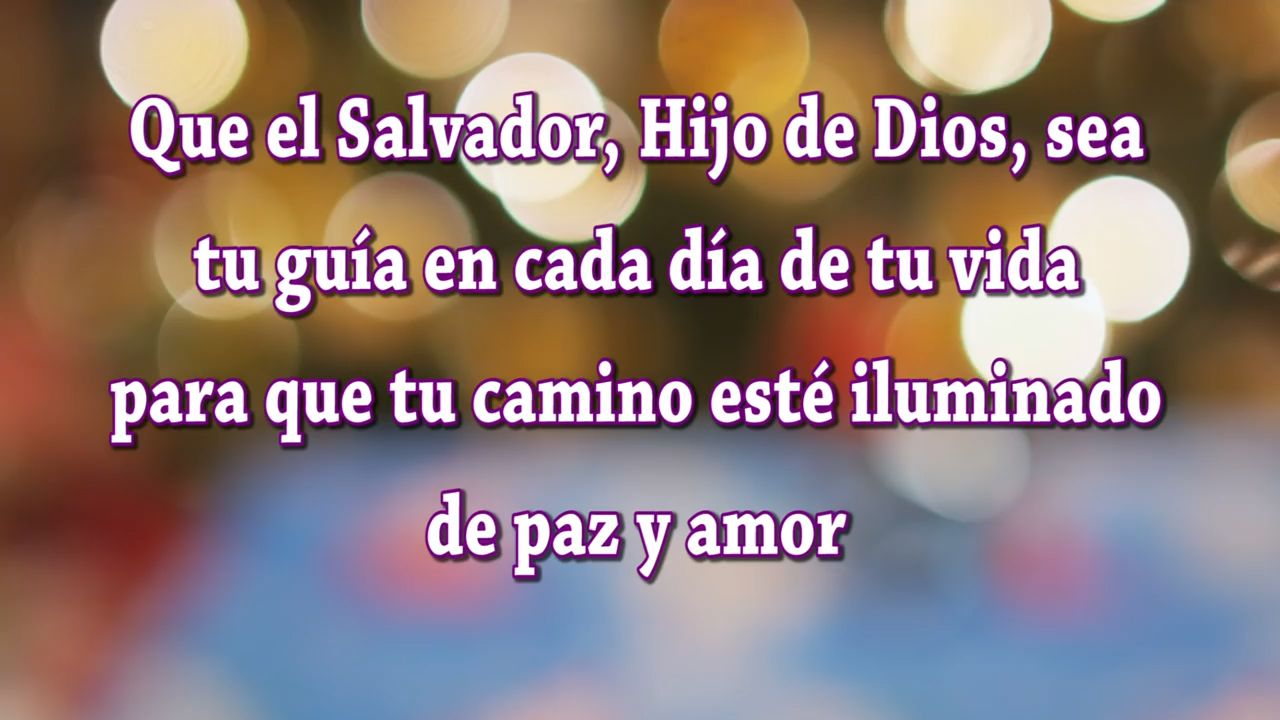 Que el Salvador, Hijo de Dios, sea
tu guía en cada día de tu vida
para que tu camino esté iluminado
de paz y amor